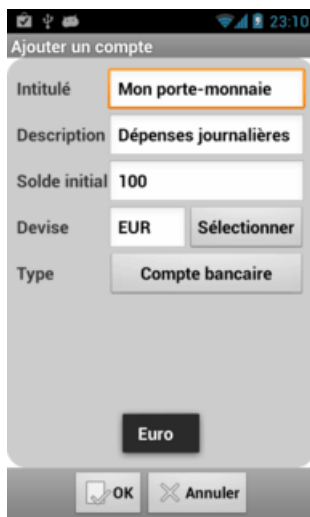 23:10
Ajouter un compte
Intitulé Mon porte-monnaie
Description Dépenses journalières
Solde initial 100
Devise EUR Sélectionner
Type Compte bancaire
Euro
OK Annuler